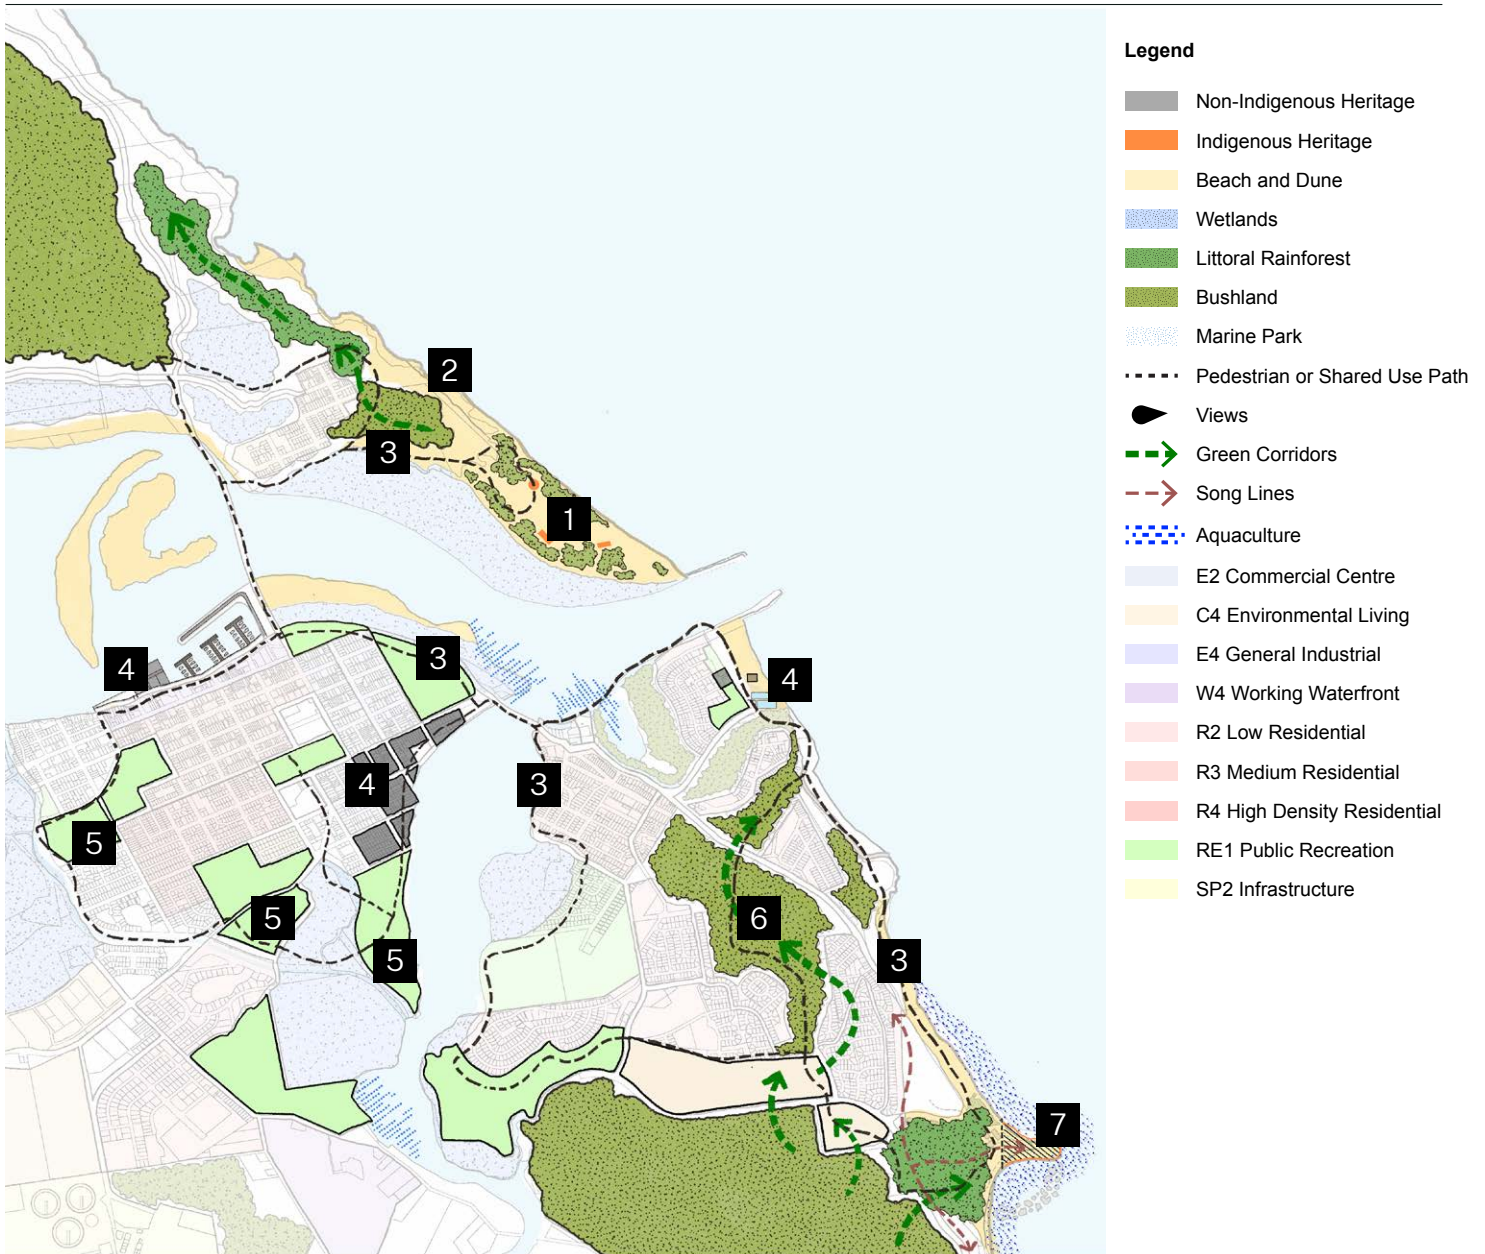 Legend
Non-Indigenous Heritage
Indigenous Heritage
Beach and Dune
Wetlands
Littoral Rainforest
Bushland
Marine Park
Pedestrian or Shared Use Path
Views
Green Corridors
Song Lines
Aquaculture
E2 Commercial Centre
C4 Environmental Living
E4 General Industrial
W4 Working Waterfront
R2 Low Residential
R3 Medium Residential
R4 High Density Residential
RE1 Public Recreation
SP2 Infrastructure
2
3
1
3
4
4
4
3
5
5
6
5
3
7